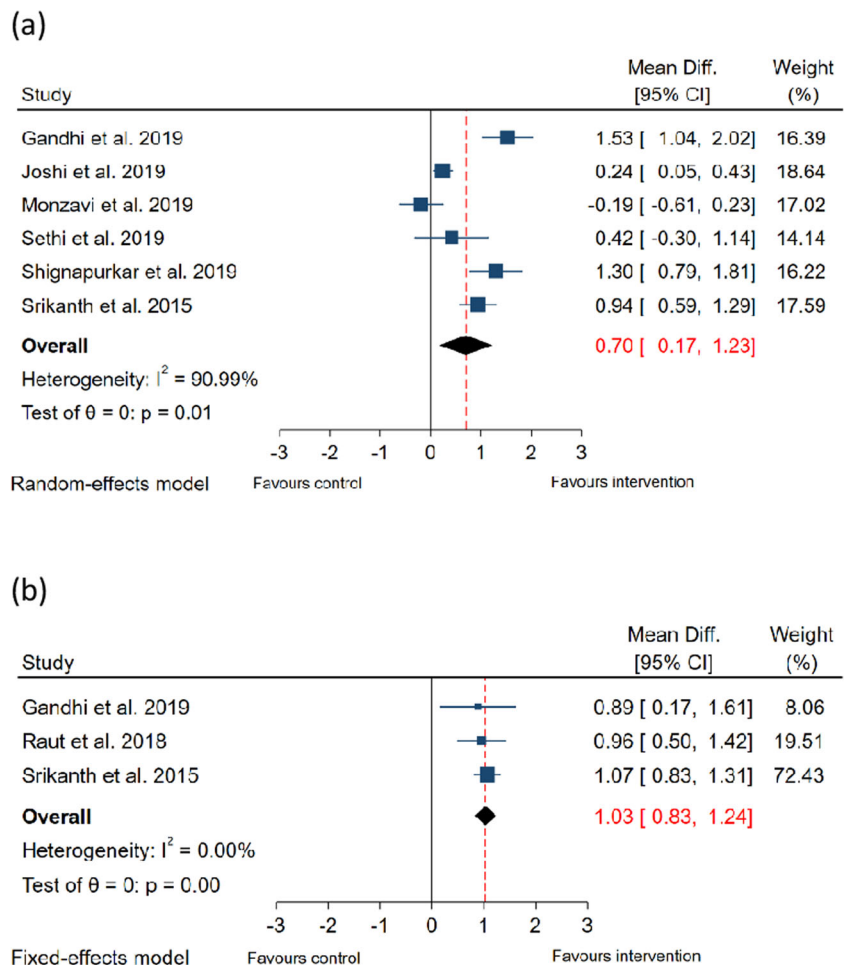 (a)
Mean Diff. Weight
Study [95% CI] (%)
Gandhi et al. 2019 1.53 [ 1.04, 2.02] 16.39
Joshi et al. 2019 0.24 [ 0.05, 0.43] 18.64
Monzavi et al. 2019 -0.19 [ -0.61, 0.23] 17.02
Sethi et al. 2019 0.42 [ -0.30, 1.14] 14.14
Shignapurkar et al. 2019 1.30 [ 0.79, 1.81] 16.22
Srikanth et al. 2015 0.94 [ 0.59, 1.29] 17.59
Overall 0.70 [ 0.17, 1.23]
Heterogeneity: I² = 90.99%
Test of θ = 0: p = 0.01
-3 -2 -1 0 1 2 3
Random-effects model Favours control Favours intervention
(b)
Mean Diff. Weight
Study [95% CI] (%)
Gandhi et al. 2019 0.89 [ 0.17, 1.61] 8.06
Raut et al. 2018 0.96 [ 0.50, 1.42] 19.51
Srikanth et al. 2015 1.07 [ 0.83, 1.31] 72.43
Overall 1.03 [ 0.83, 1.24]
Heterogeneity: I² = 0.00%
Test of θ = 0: p = 0.00
-3 -2 -1 0 1 2 3
Fixed-effects model Favours control Favours intervention